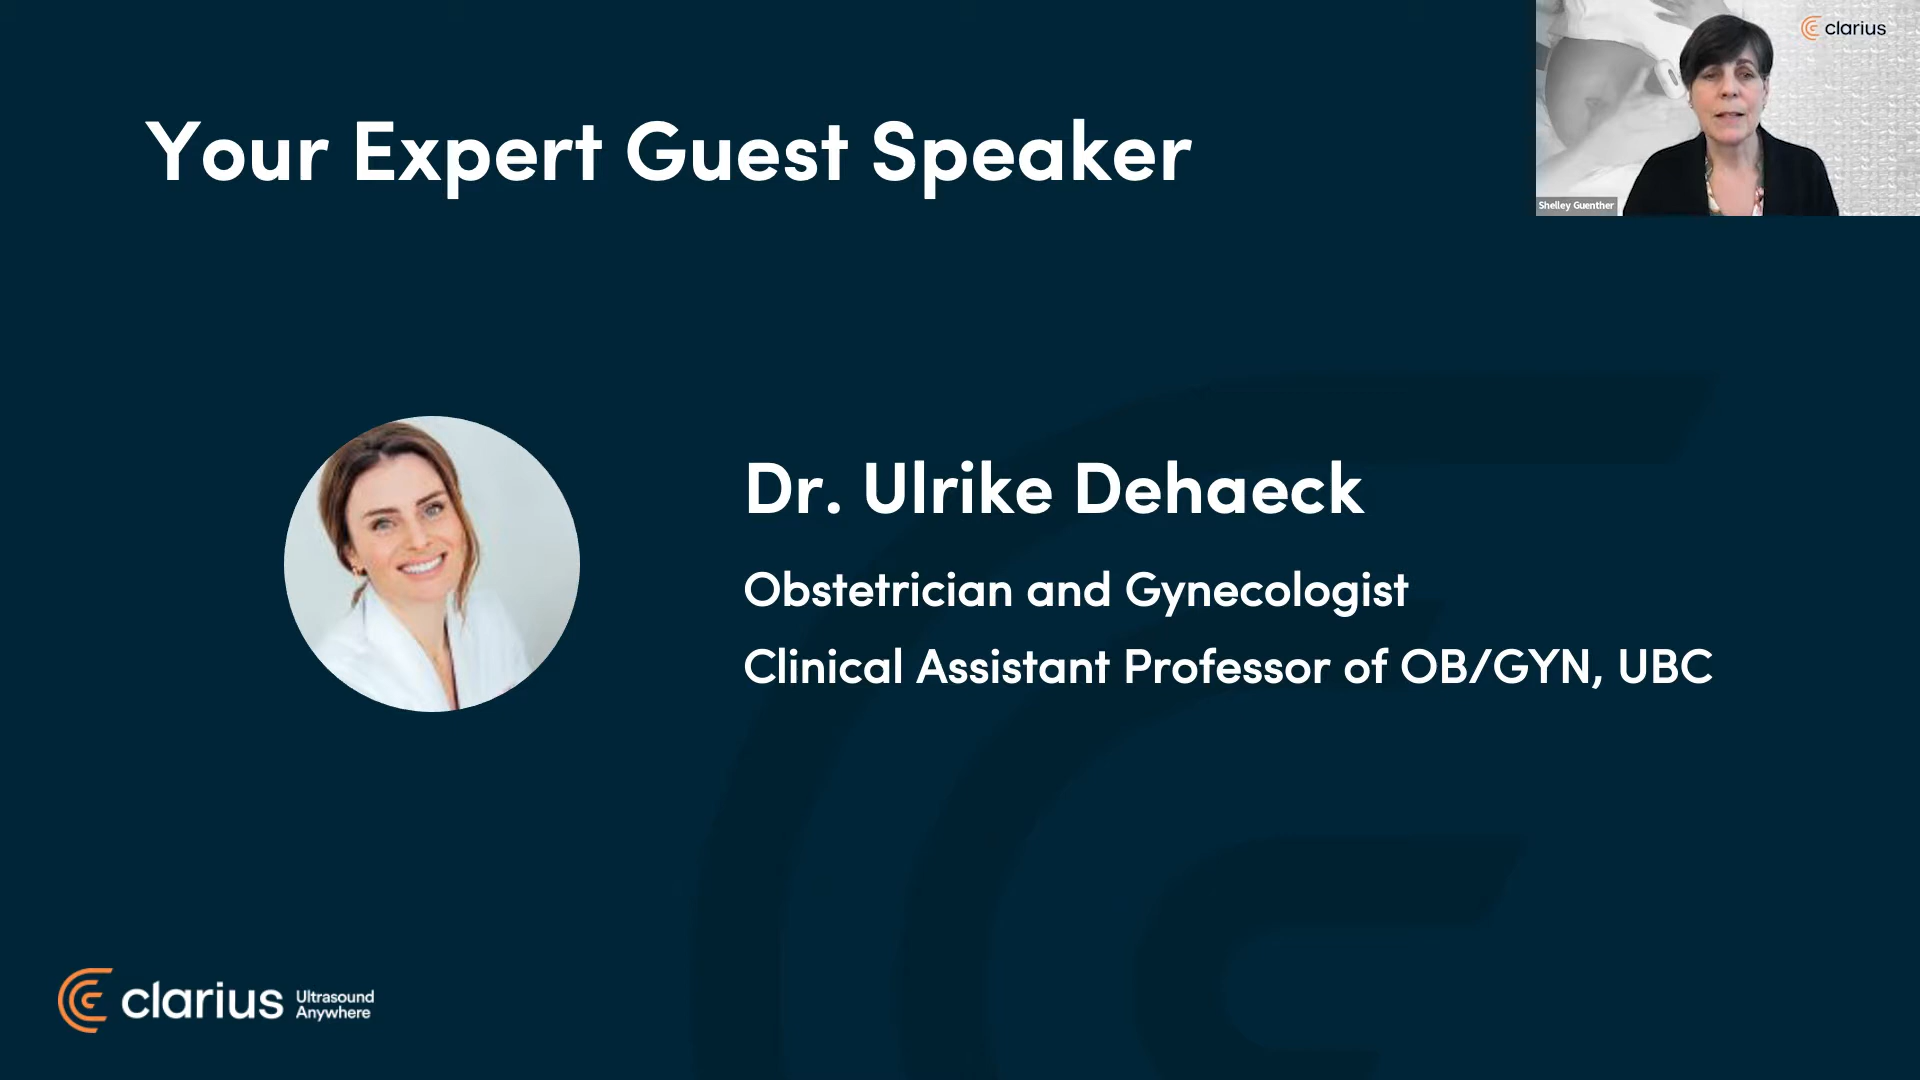 clarius
Your Expert Guest Speaker
Shelley Guenther
Dr. Ulrike Dehaeck
Obstetrician and Gynecologist
Clinical Assistant Professor of OB/GYN, UBC
clarius
Ultrasound
Anywhere